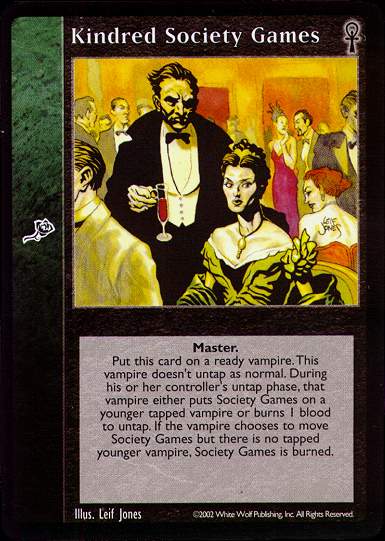 Kindred Society Games
LEIF
JONES
Master.
Put this card on a ready vampire. This
vampire doesn't untap as normal. During
his or her controller's untap phase, that
vampire either puts Society Games on a
younger tapped vampire or burns 1 blood
to untap. If the vampire chooses to move
Society Games but there is no tapped
younger vampire, Society Games is burned.
Illus. Leif Jones
©2002 White Wolf Publishing, Inc. All Rights Reserved.